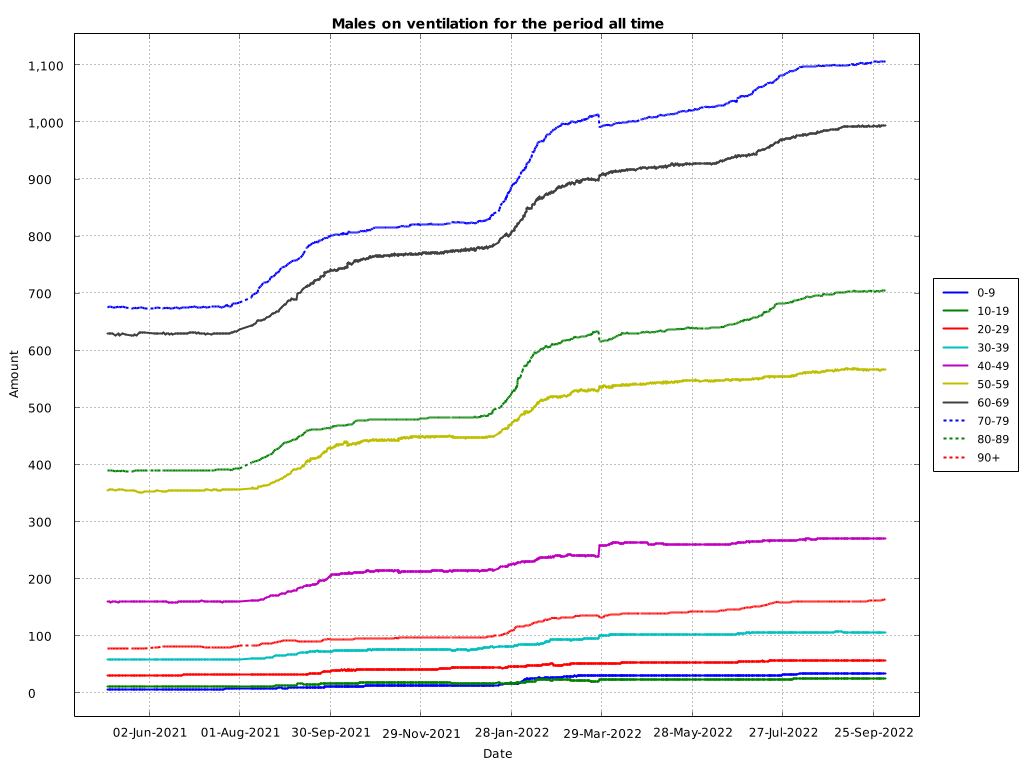 Males on ventilation for the period all time
1,100
1,000
900
800
700
600
500
400
300
200
100
0
Amount
02-Jun-2021
01-Aug-2021
30-Sep-2021
29-Nov-2021
28-Jan-2022
29-Mar-2022
28-May-2022
27-Jul-2022
25-Sep-2022
Date
0-9
10-19
20-29
30-39
40-49
50-59
60-69
70-79
80-89
90+